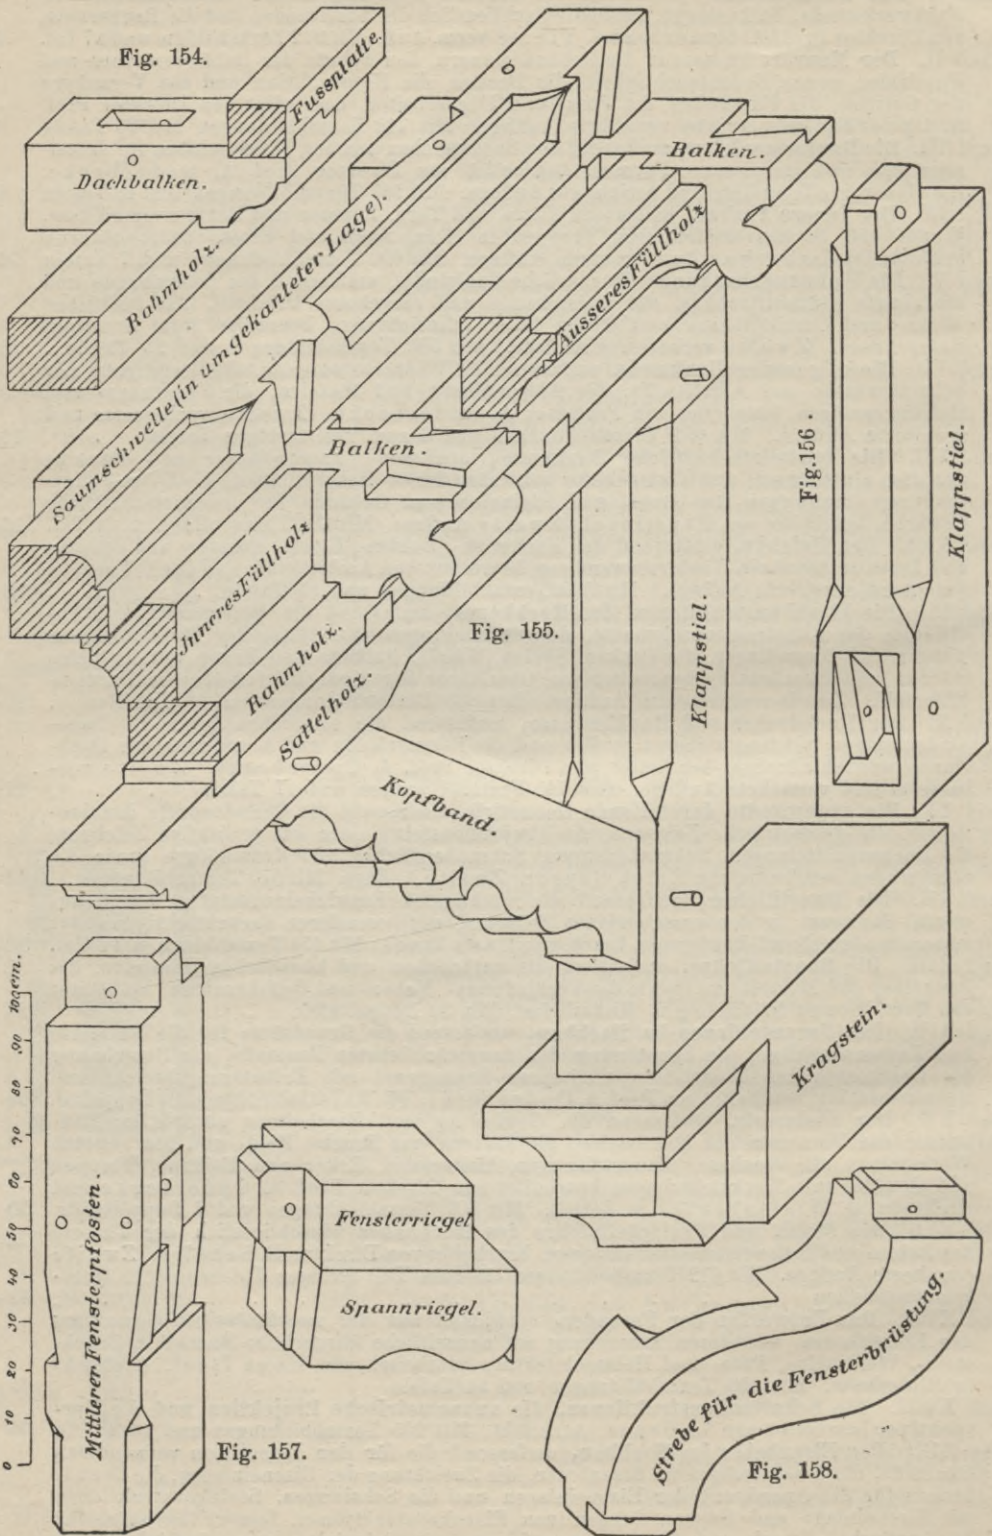 Fig. 154.
Fussplatte.
Dachbalken.
Rahmholz.
Saumschwelle (in umgekanteter Lage).
Balken.
Äusseres Füllholz
Fig. 156.
Klappstiel.
Balken.
Inneres Füllholz
Rahmholz.
Sattelholz.
Fig. 155.
Klappstiel.
Kopfband.
Kragstein.
100 cm.
90
80
70
60
50
40
30
20
10
0
Mittlerer Fensterpfosten.
Fig. 157.
Fensterriegel
Spannriegel.
Strebe für die Fensterbrüstung.
Fig. 158.